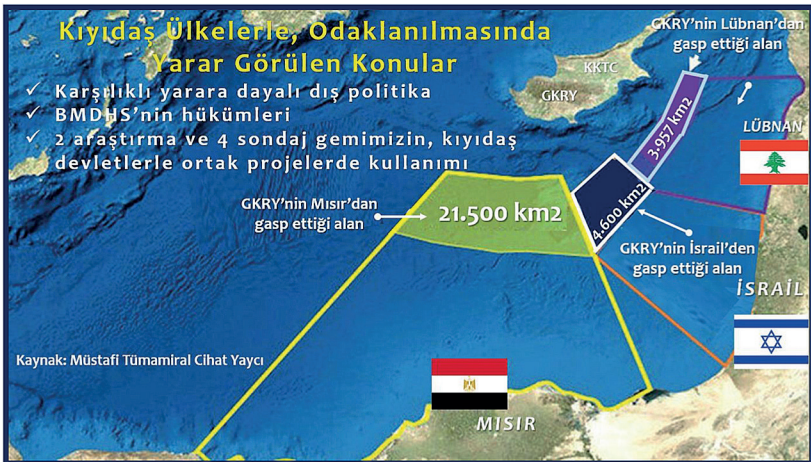 Kıyıdaş Ülkelerle, Odaklanılmasında
Yarar Görülen Konular
✓ Karşılıklı yarara dayalı dış politika
✓ BMDHS’nin hükümleri
✓ 2 araştırma ve 4 sondaj gemimizin, kıyıdaş
devletlerle ortak projelerde kullanımı
GKRY’nin Lübnan’dan
gasp ettiği alan
KKTC
GKRY
LÜBNAN
3.957 km2
GKRY’nin Mısır’dan
gasp ettiği alan
21.500 km2
4.600 km2
GKRY’nin İsrail’den
gasp ettiği alan
İSRAİL
Kaynak: Müstafi Tümamiral Cihat Yaycı
MISIR